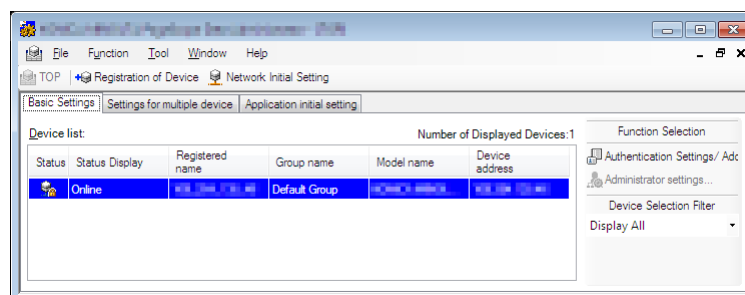 File Function Tool Window Help
TOP Registration of Device Network Initial Setting
Basic Settings Settings for multiple device Application initial setting
Device list: Number of Displayed Devices:1
Status Status Display Registered name Group name Model name Device address
Online Default Group
Function Selection
Authentication Settings/ Adc
Administrator settings...
Device Selection Filter
Display All